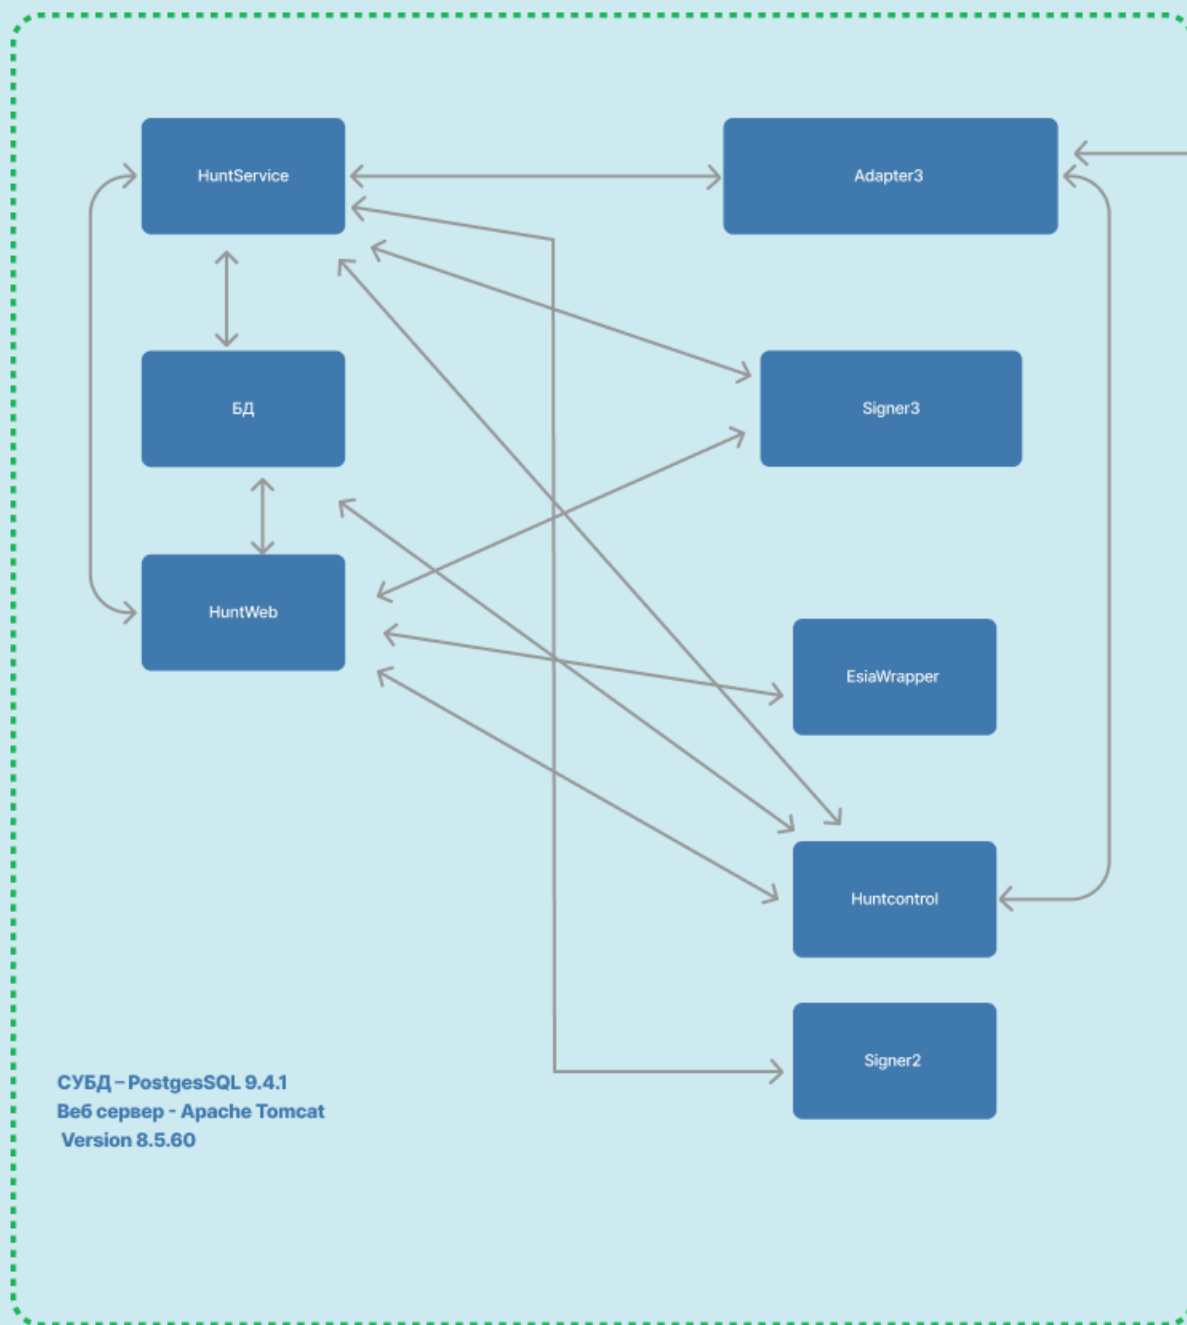 HuntService
Adapter3
БД
Signer3
HuntWeb
EsiaWrapper
Huntcontrol
Signer2
СУБД – PostgesSQL 9.4.1
Веб сервер - Apache Tomcat
Version 8.5.60